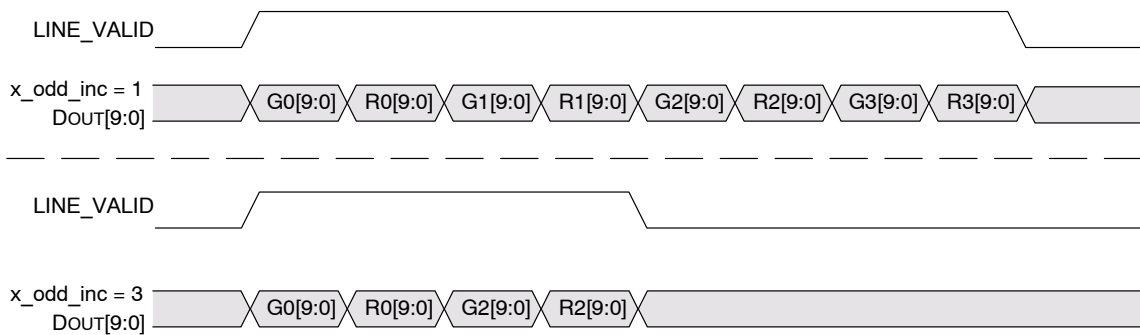 LINE_VALID
x_odd_inc = 1
DOUT[9:0]
G0[9:0] R0[9:0] G1[9:0] R1[9:0] G2[9:0] R2[9:0] G3[9:0] R3[9:0]
LINE_VALID
x_odd_inc = 3
DOUT[9:0]
G0[9:0] R0[9:0] G2[9:0] R2[9:0]